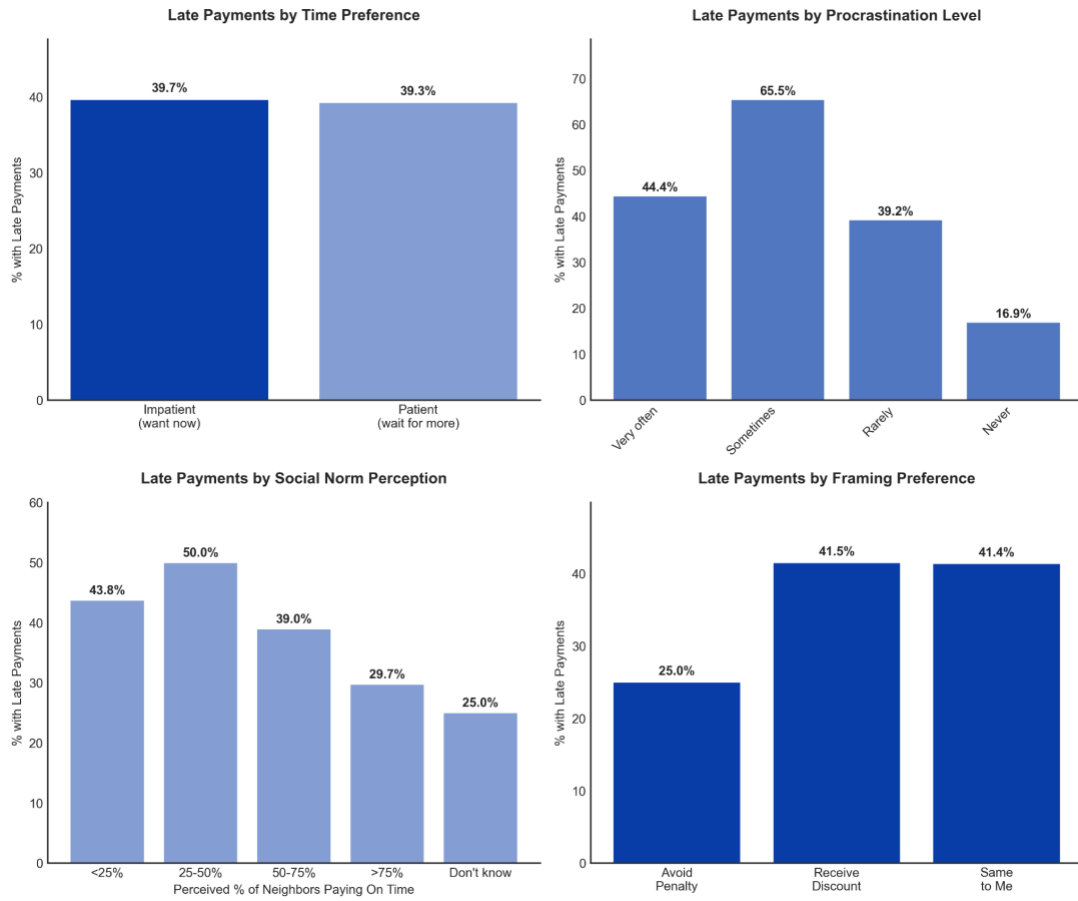 Late Payments by Time Preference
% with Late Payments
0
10
20
30
40
39.7%
39.3%
Impatient
(want now)
Patient
(wait for more)
Late Payments by Procrastination Level
% with Late Payments
0
10
20
30
40
50
60
70
44.4%
65.5%
39.2%
16.9%
Very often
Sometimes
Rarely
Never
Late Payments by Social Norm Perception
% with Late Payments
0
10
20
30
40
50
60
43.8%
50.0%
39.0%
29.7%
25.0%
<25%
25-50%
50-75%
>75%
Don't know
Perceived % of Neighbors Paying On Time
Late Payments by Framing Preference
% with Late Payments
0
10
20
30
40
25.0%
41.5%
41.4%
Avoid
Penalty
Receive
Discount
Same
to Me